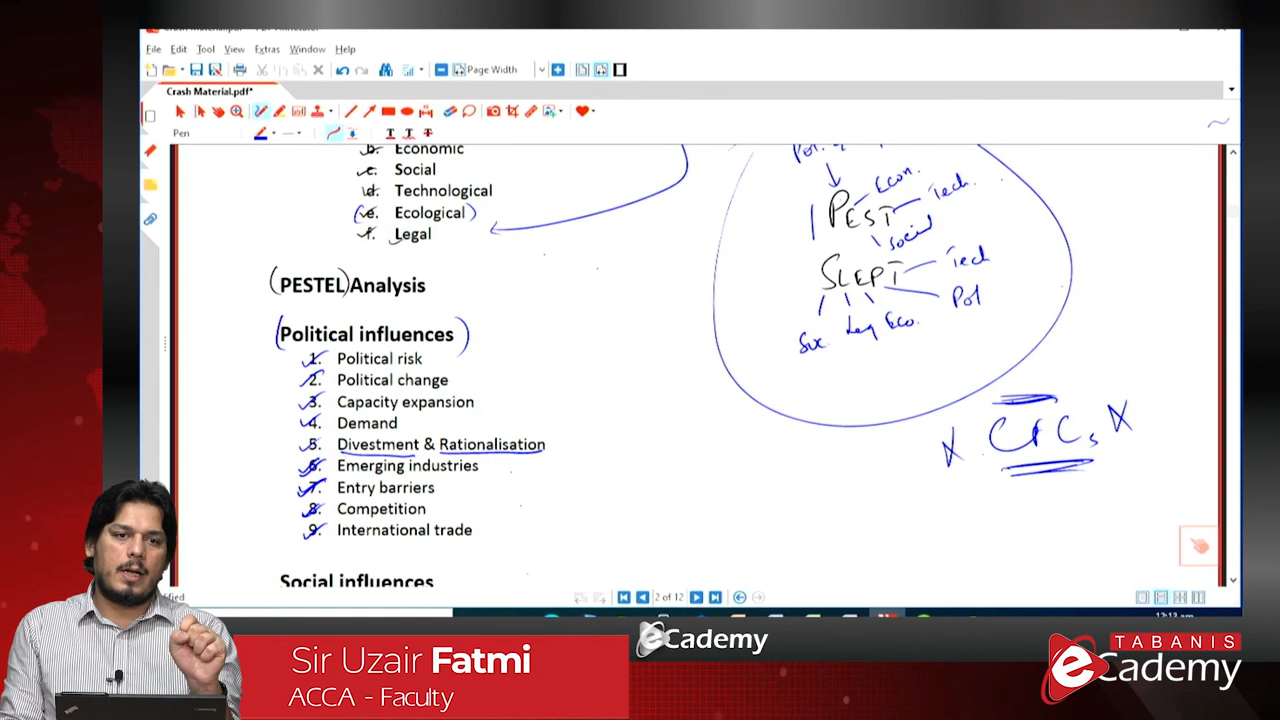 File Edit Tool View Extras Window Help
Page Width
Crash Material.pdf*
Pen
b. Economic
c. Social
d. Technological
(e. Ecological)
f. Legal
(PESTEL) Analysis
(Political influences)
1. Political risk
2. Political change
3. Capacity expansion
4. Demand
5. Divestment & Rationalisation
6. Emerging industries
7. Entry barriers
8. Competition
9. International trade
Social influences
Econ.
PEST
Tech.
Social
SLEPT
Tech
Pol
Soc. Leg Eco.
X CFCs X
2 of 12
12:13 am
Sir Uzair Fatmi
ACCA - Faculty
eCademy
TABANIS
eCademy